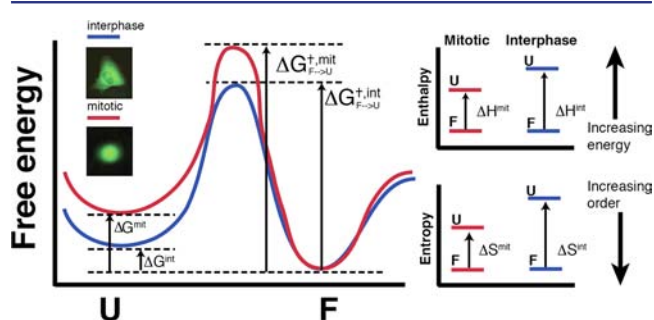 interphase
mitotic
Free energy
ΔG†,mit F-->U
ΔG†,int F-->U
ΔGmit
ΔGint
U
F
Mitotic Interphase
Enthalpy
U
U
F
F
ΔHmit
ΔHint
Increasing
energy
Entropy
U
U
F
F
ΔSmit
ΔSint
Increasing
order